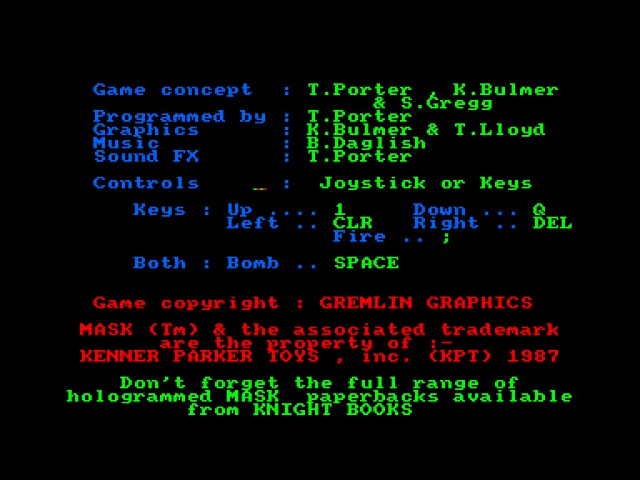 Game concept : T.Porter , K.Bulmer
& S.Gregg
Programmed by : T.Porter
Graphics : K.Bulmer & T.Lloyd
Music : B.Daglish
Sound FX : T.Porter
Controls : Joystick or Keys
Keys : Up .... 1 Down ... Q
Left .. CLR Right .. DEL
Fire .. ;
Both : Bomb .. SPACE
Game copyright : GREMLIN GRAPHICS
MASK (Tm) & the associated trademark
are the property of :-
KENNER PARKER TOYS , inc. (KPT) 1987
Don't forget the full range of
hologrammed MASK paperbacks available
from KNIGHT BOOKS